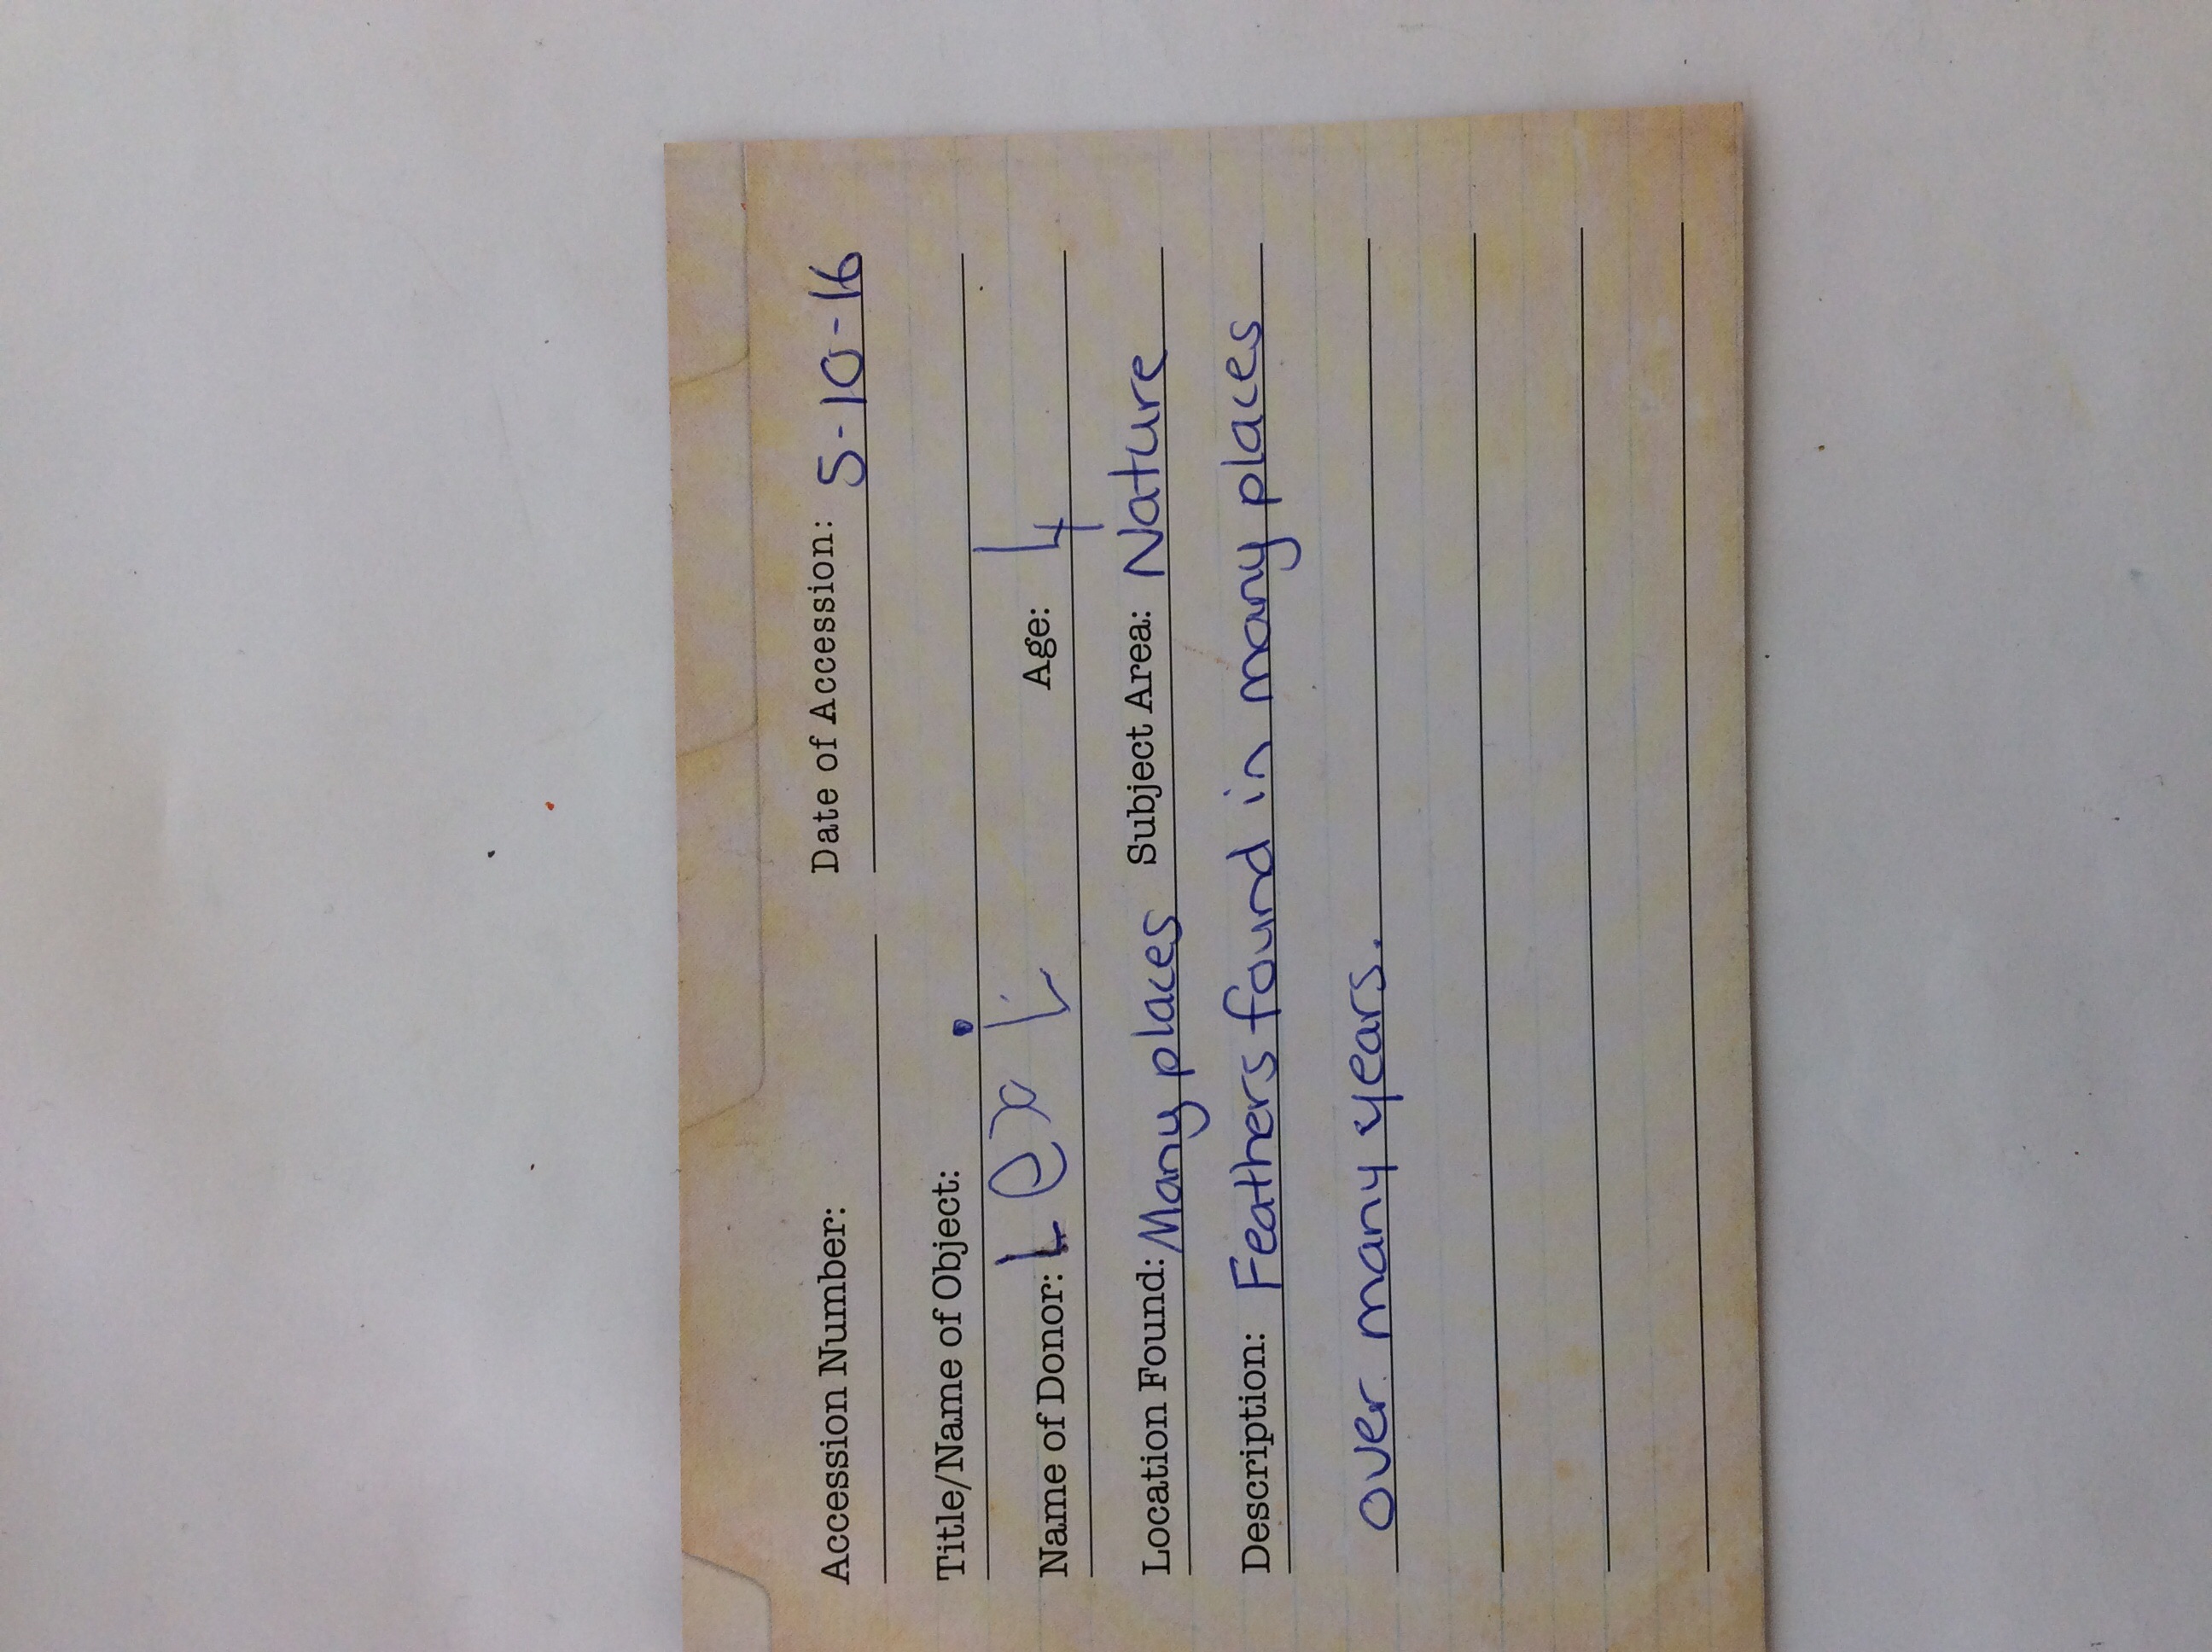 Accession Number: Date of Accession: 5-10-16
Title/Name of Object:
Name of Donor: Lexi Age: 4
Location Found: Many places Subject Area: Nature
Description: Feathers found in many places
over many years.